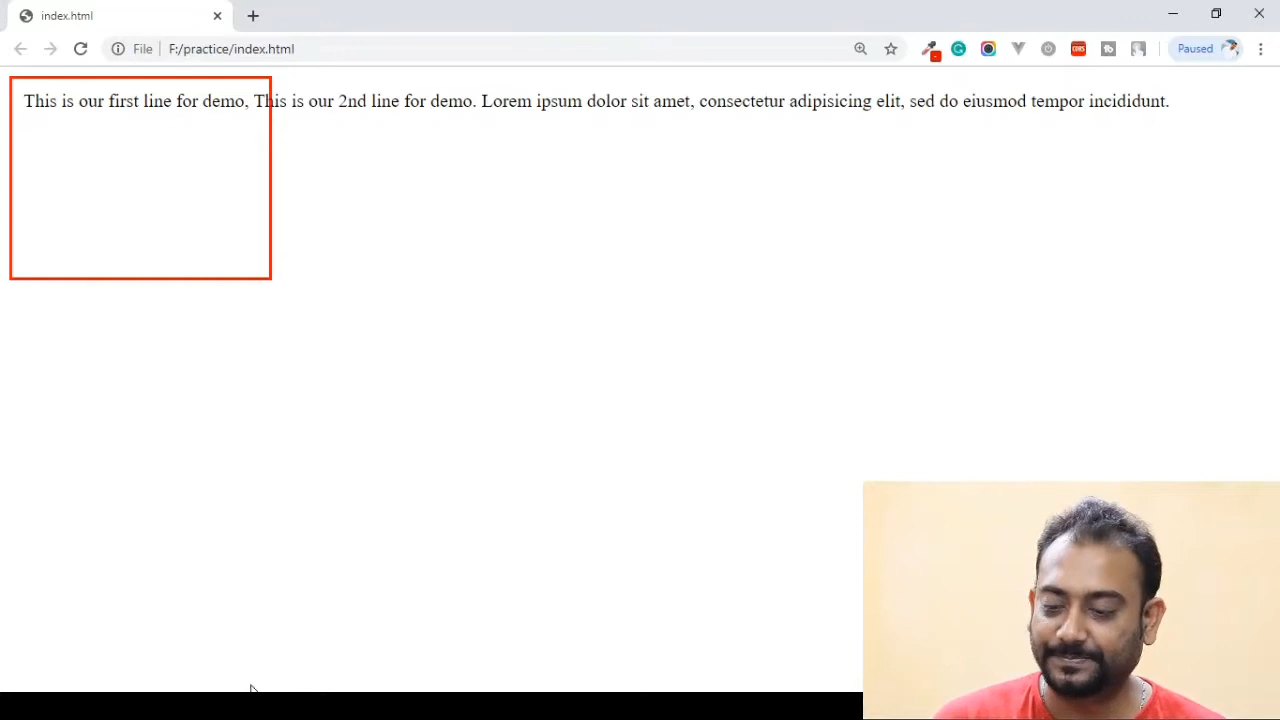 index.html
File
F:/practice/index.html
Paused
This is our first line for demo, This is our 2nd line for demo. Lorem ipsum dolor sit amet, consectetur adipisicing elit, sed do eiusmod tempor incididunt.